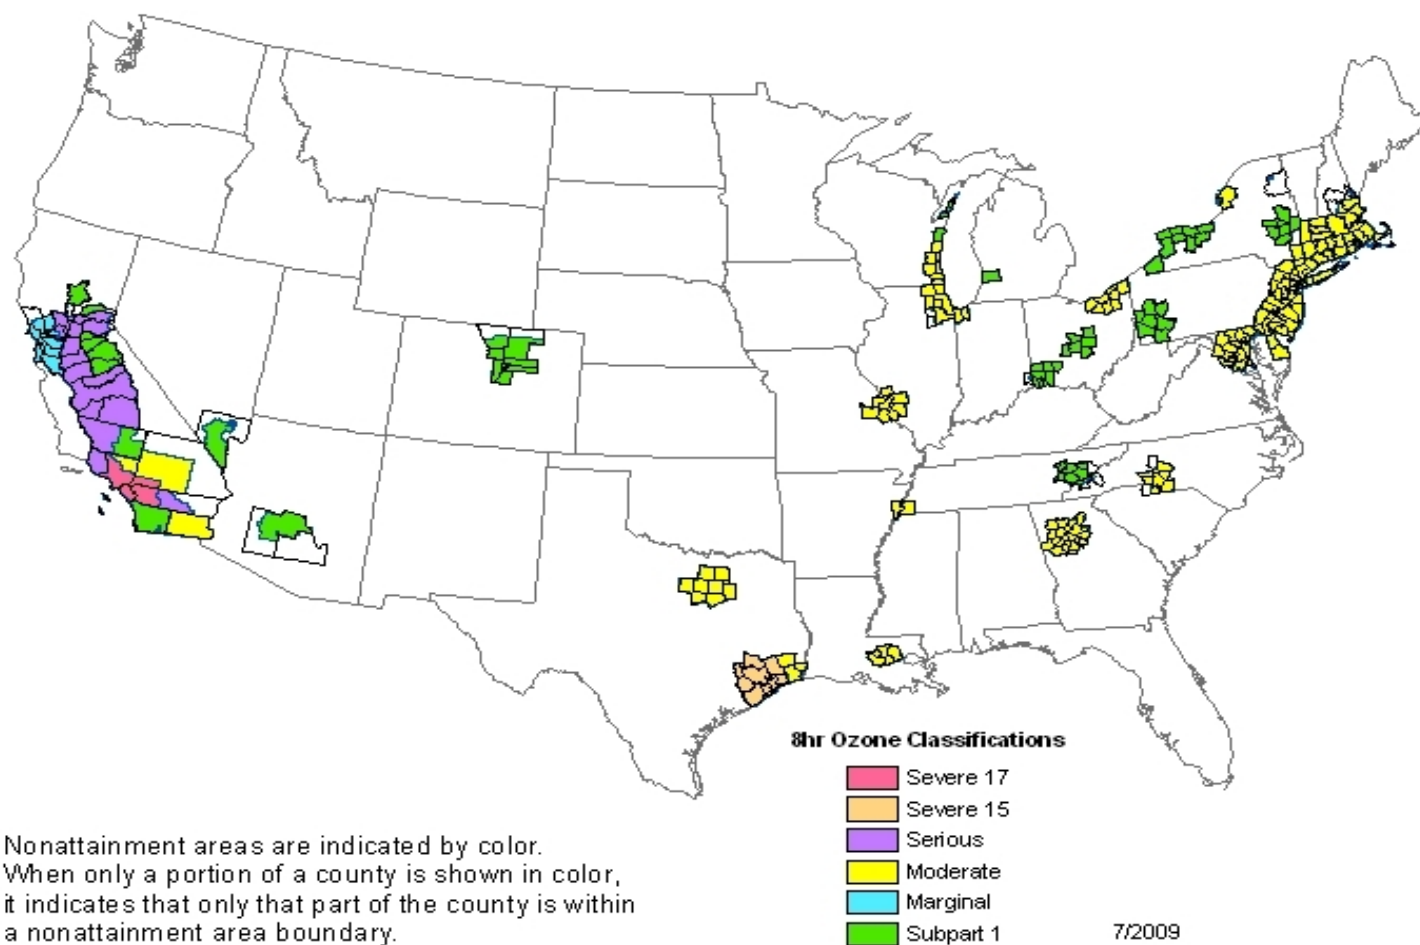 8hr Ozone Classifications
Severe 17
Severe 15
Serious
Moderate
Marginal
Subpart 1
Nonattainment areas are indicated by color.
When only a portion of a county is shown in color,
it indicates that only that part of the county is within
a nonattainment area boundary.
7/2009